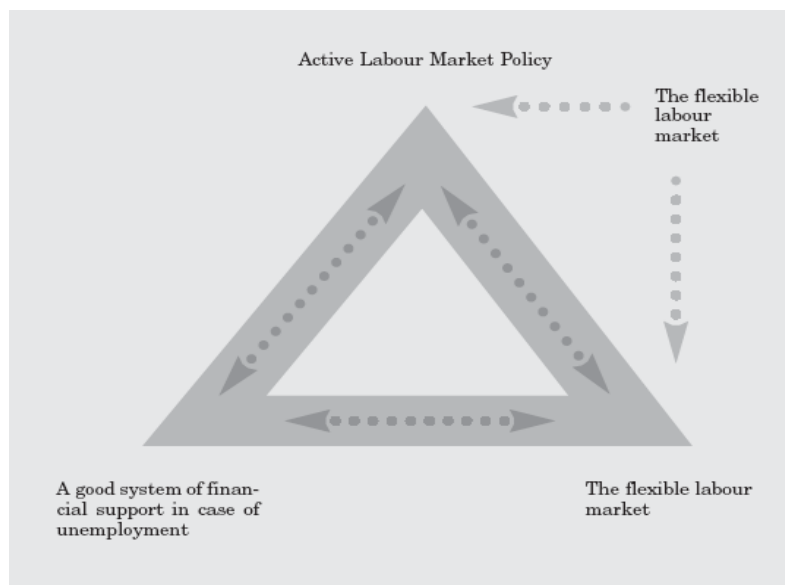 Active Labour Market Policy
The flexible
labour
market
A good system of finan-
cial support in case of
unemployment
The flexible labour
market